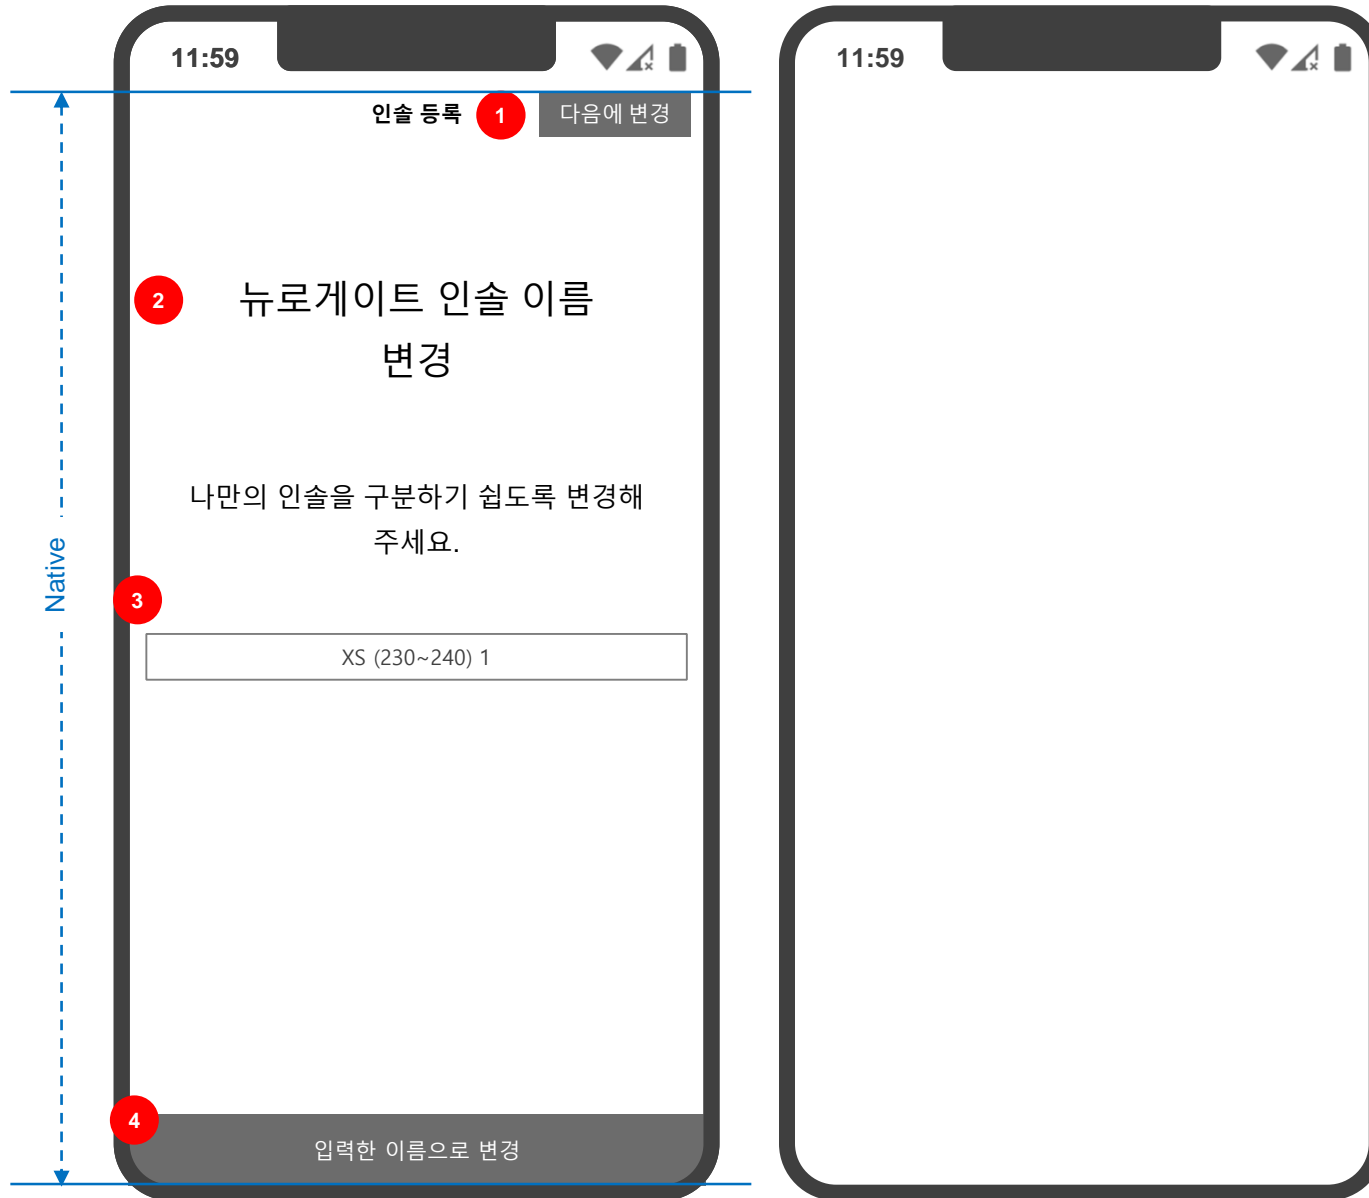 11:59
인솔 등록
1
다음에 변경
2
뉴로게이트 인솔 이름
변경
나만의 인솔을 구분하기 쉽도록 변경해
주세요.
Native
3
XS (230~240) 1
4
입력한 이름으로 변경
11:59